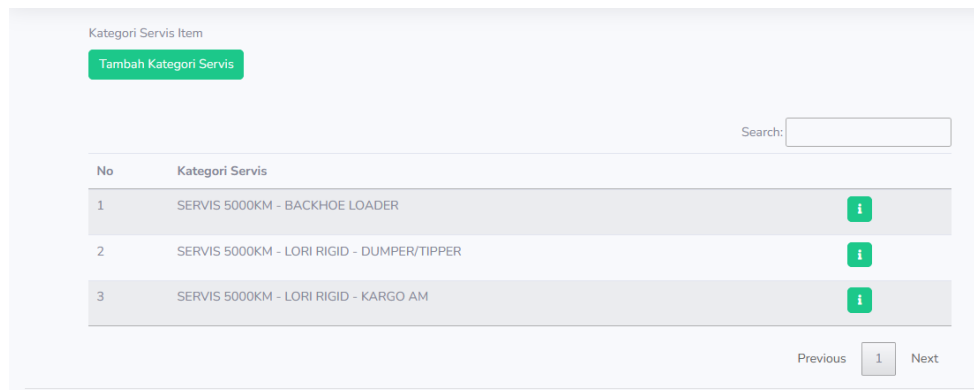 Kategori Servis Item
Tambah Kategori Servis
Search:
No Kategori Servis
1 SERVIS 5000KM - BACKHOE LOADER i
2 SERVIS 5000KM - LORI RIGID - DUMPER/TIPPER i
3 SERVIS 5000KM - LORI RIGID - KARGO AM i
Previous 1 Next